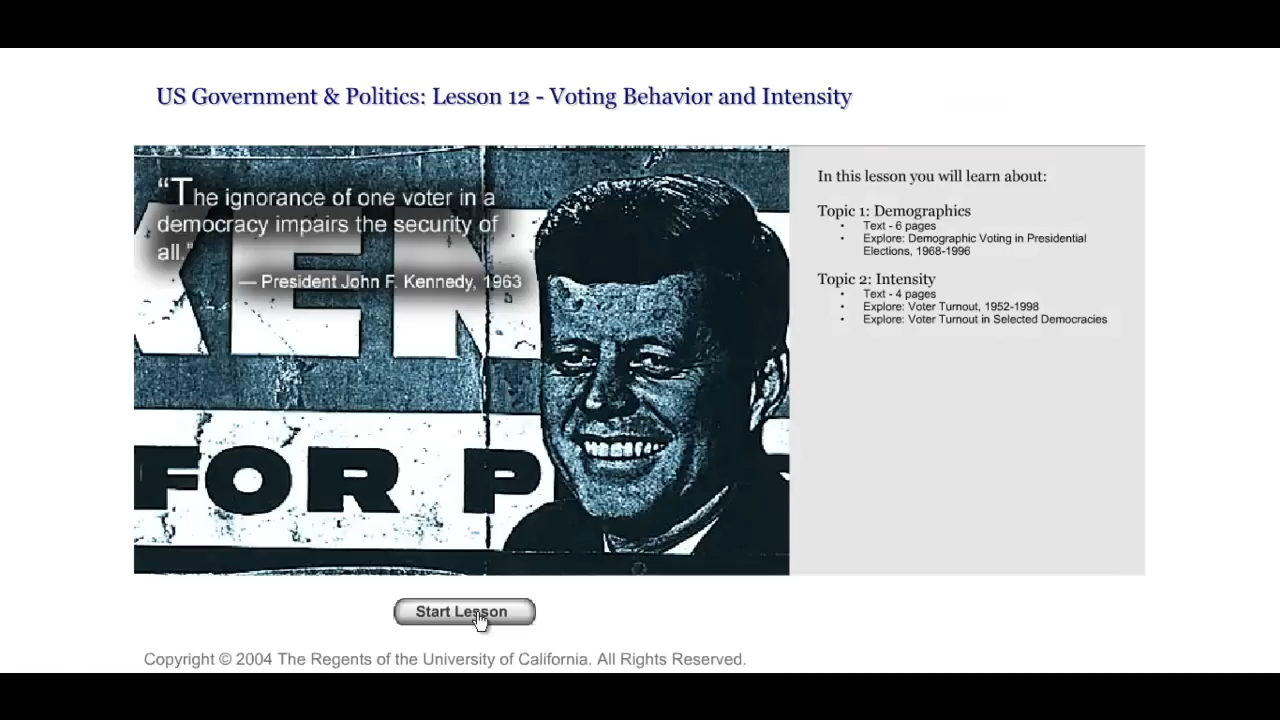 US Government & Politics: Lesson 12 - Voting Behavior and Intensity
“The ignorance of one voter in a
democracy impairs the security of
all.”
— President John F. Kennedy, 1963
KEN
FOR P
In this lesson you will learn about:
Topic 1: Demographics
• Text - 6 pages
• Explore: Demographic Voting in Presidential
Elections, 1968-1996
Topic 2: Intensity
• Text - 4 pages
• Explore: Voter Turnout, 1952-1998
• Explore: Voter Turnout in Selected Democracies
Start Lesson
Copyright © 2004 The Regents of the University of California. All Rights Reserved.